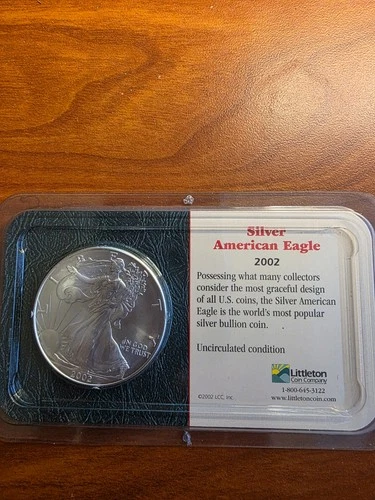 LIBERTY
IN GOD
WE TRUST
Silver
American Eagle
2002
Possessing what many collectors
consider the most graceful design
of all U.S. coins, the Silver American
Eagle is the world's most popular
silver bullion coin.
Uncirculated condition
Littleton
Coin Company
1-800-645-3122
©2002 LCC, Inc.
www.littletoncoin.com